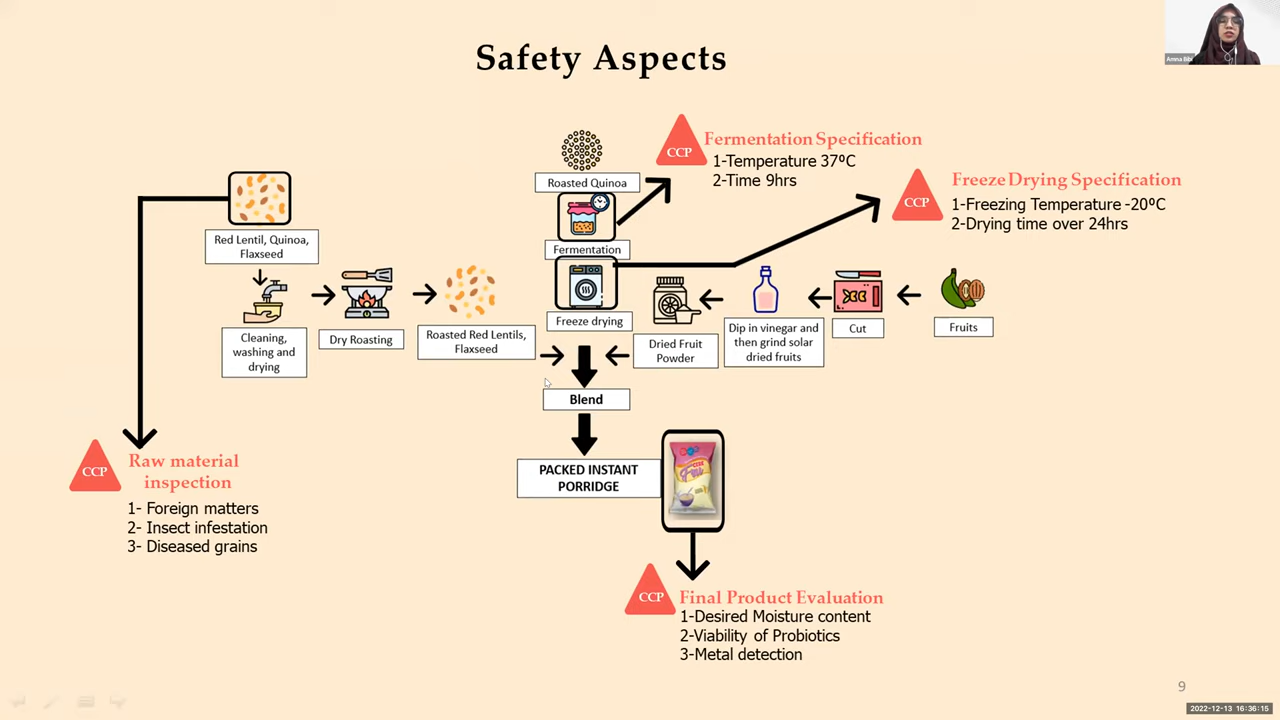 Safety Aspects
Amna Bibi
Roasted Quinoa
CCP
Fermentation Specification
1-Temperature 37ºC
2-Time 9hrs
Fermentation
CCP
Freeze Drying Specification
1-Freezing Temperature -20ºC
2-Drying time over 24hrs
Red Lentil, Quinoa,
Flaxseed
Cleaning,
washing and
drying
Dry Roasting
Roasted Red Lentils,
Flaxseed
Freeze drying
Dried Fruit
Powder
Dip in vinegar and
then grind solar
dried fruits
Cut
Fruits
Blend
PACKED INSTANT
PORRIDGE
CCP
Raw material
inspection
1- Foreign matters
2- Insect infestation
3- Diseased grains
CCP
Final Product Evaluation
1-Desired Moisture content
2-Viability of Probiotics
3-Metal detection
9
2022-12-13 16:36:15